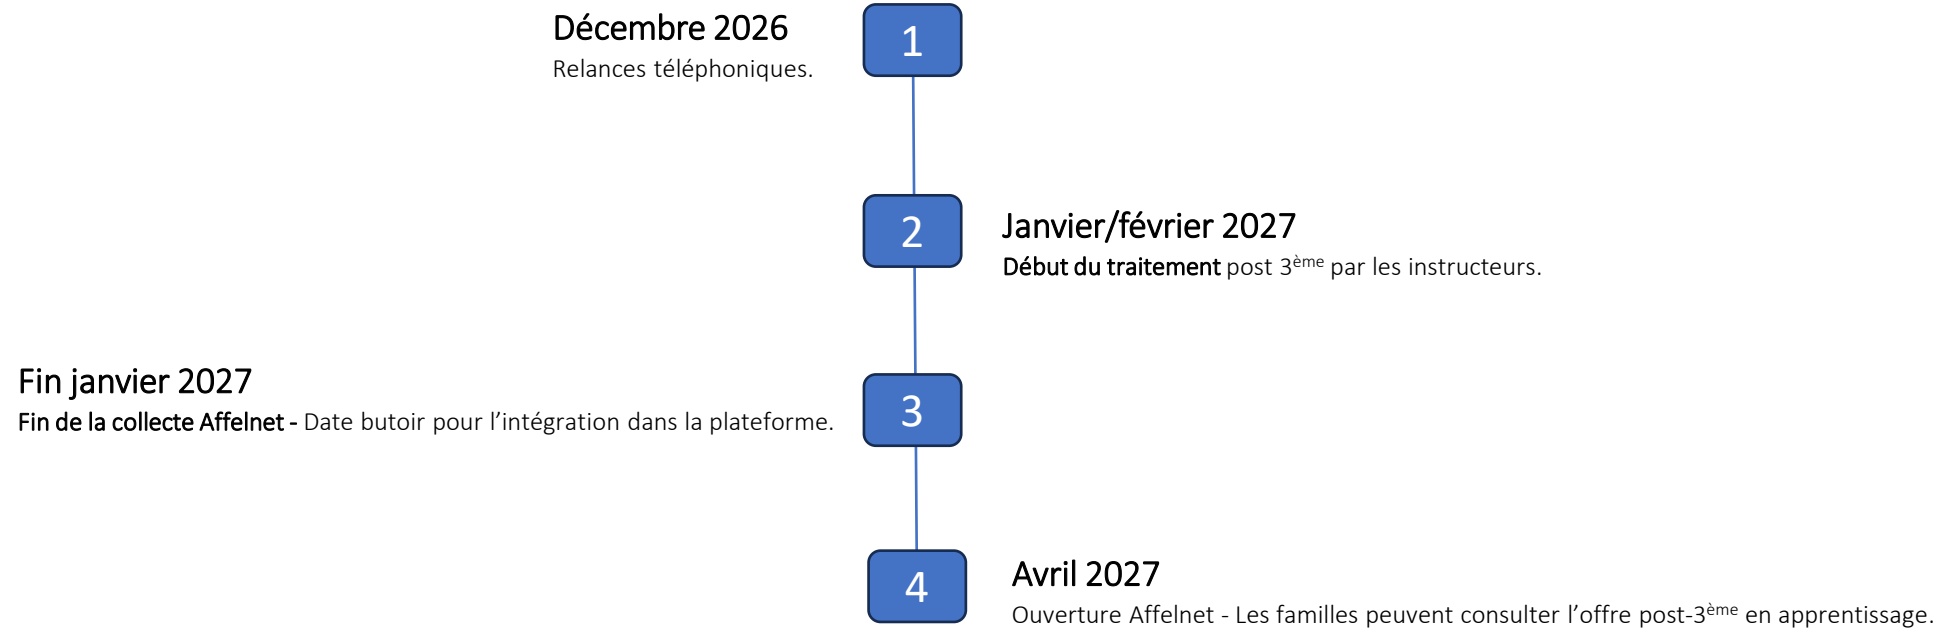 Décembre 2026
Relances téléphoniques.
1
2
Janvier/février 2027
Début du traitement post 3ème par les instructeurs.
Fin janvier 2027
Fin de la collecte Affelnet - Date butoir pour l’intégration dans la plateforme.
3
4
Avril 2027
Ouverture Affelnet - Les familles peuvent consulter l’offre post-3ème en apprentissage.